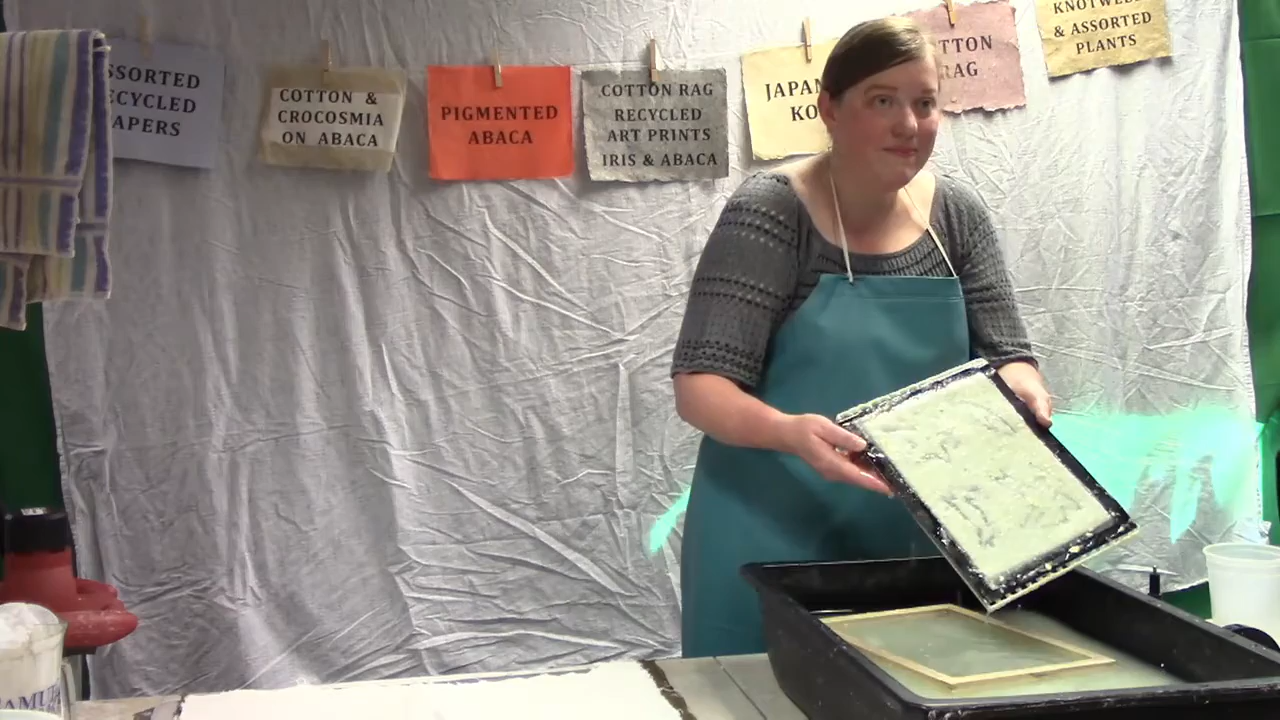 SSORTED
ECYCLED
APERS
COTTON &
CROCOSMIA
ON ABACA
PIGMENTED
ABACA
COTTON RAG
RECYCLED
ART PRINTS
IRIS & ABACA
JAPAN
KO
TTON
RAG
KNOTWEED
& ASSORTED
PLANTS